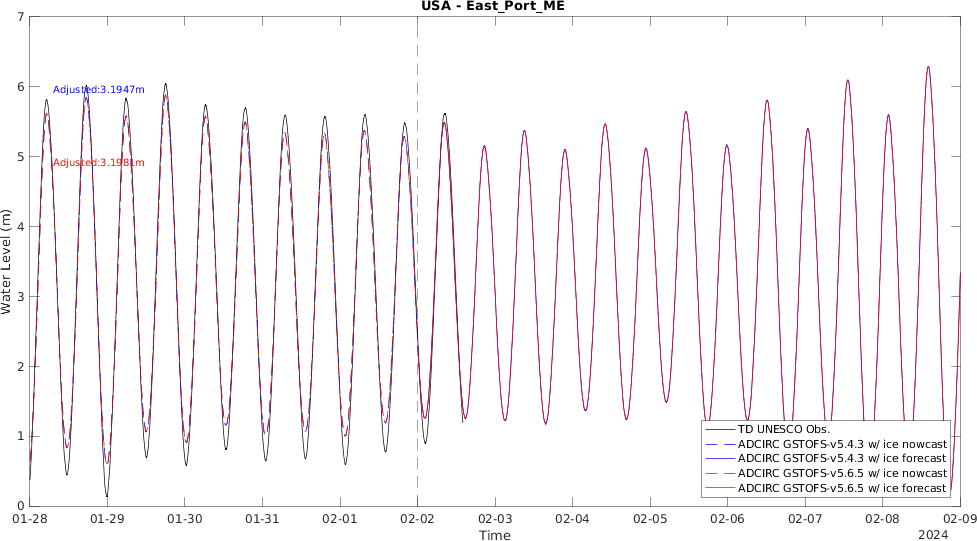 USA - East_Port_ME
7
6
5
4
3
2
1
0
Water Level (m)
Adjusted:3.1947m
Adjusted:3.1981m
TD UNESCO Obs.
ADCIRC GSTOFS-v5.4.3 w/ ice nowcast
ADCIRC GSTOFS-v5.4.3 w/ ice forecast
ADCIRC GSTOFS-v5.6.5 w/ ice nowcast
ADCIRC GSTOFS-v5.6.5 w/ ice forecast
01-28 01-29 01-30 01-31 02-01 02-02 02-03 02-04 02-05 02-06 02-07 02-08 02-09
Time
2024